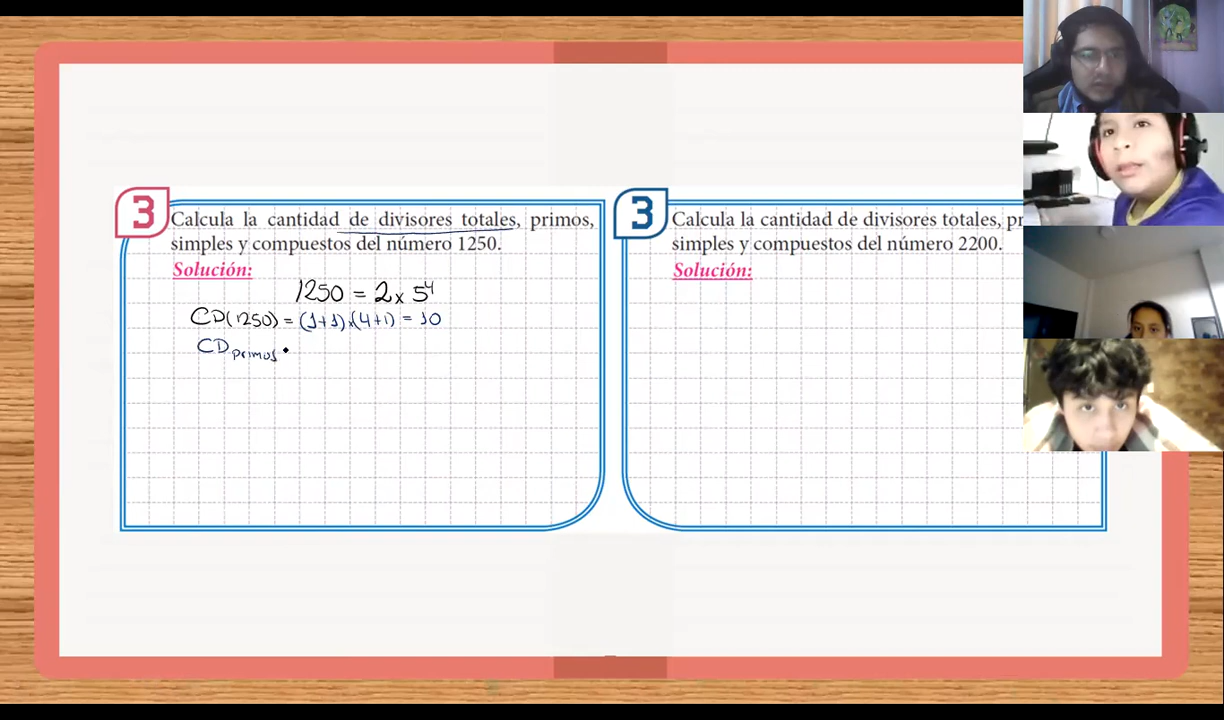 3
Calcula la cantidad de divisores totales, primos,
simples y compuestos del número 1250.
Solución:
1250 = 2 x 5⁴
CD(1250) = (1+1)x(4+1) = 10
CD primos
3
Calcula la cantidad de divisores totales, pr
simples y compuestos del número 2200.
Solución: